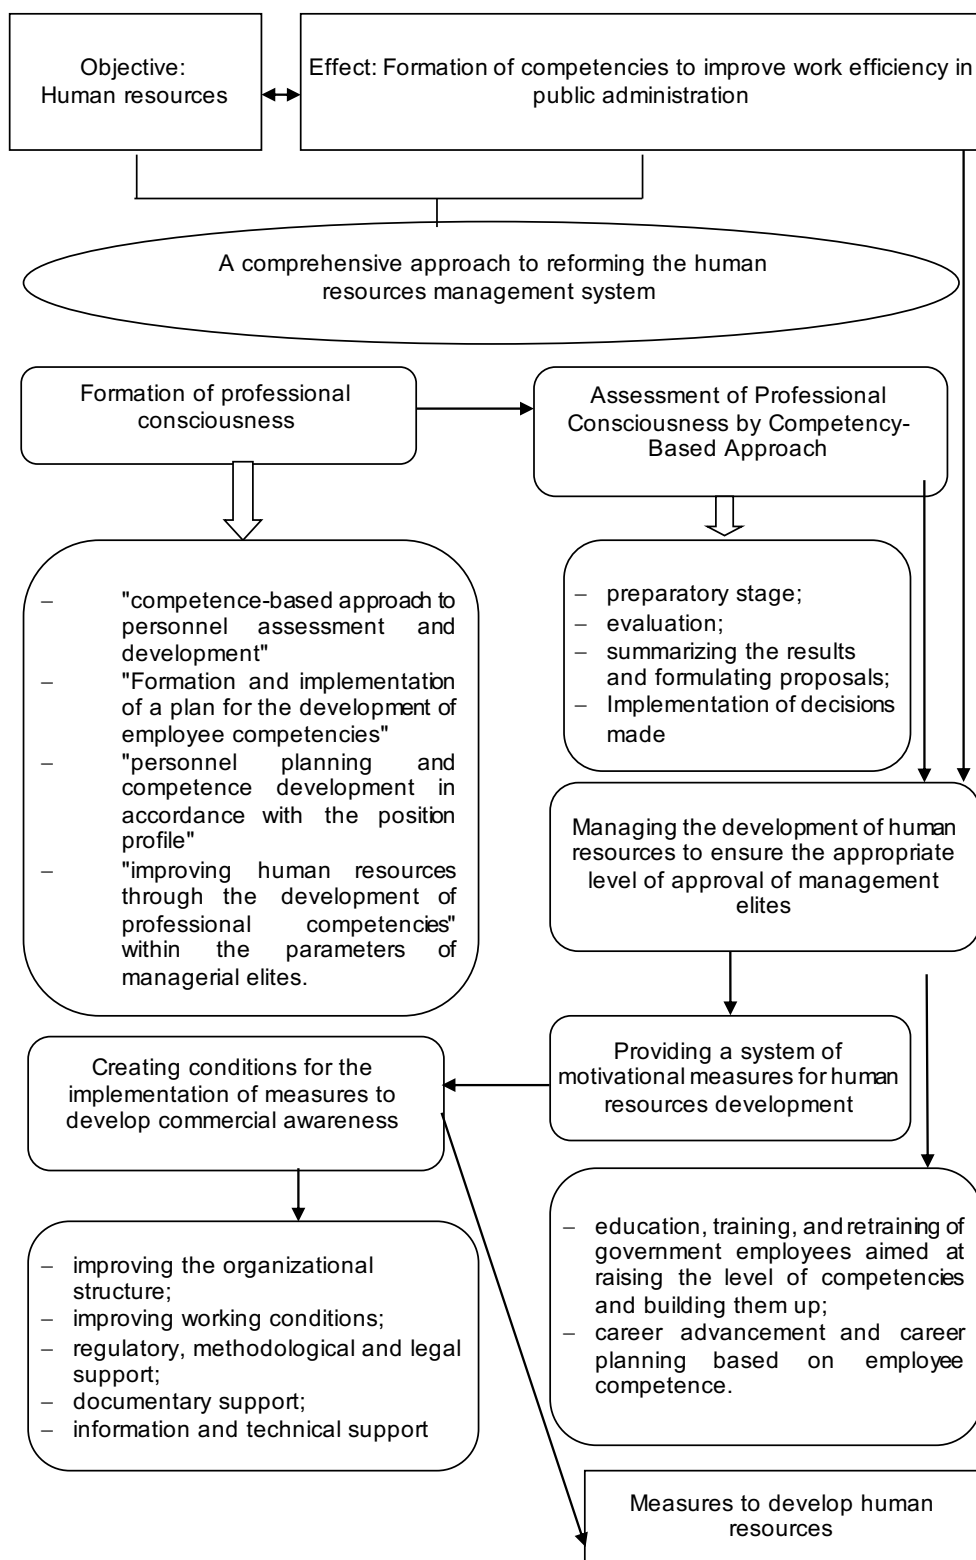 Objective:
Human resources
Effect: Formation of competencies to improve work efficiency in
public administration
A comprehensive approach to reforming the human
resources management system
Formation of professional
consciousness
Assessment of Professional
Consciousness by Competency-
Based Approach
– "competence-based approach to
personnel assessment and
development"
– "Formation and implementation
of a plan for the development of
employee competencies"
– "personnel planning and
competence development in
accordance with the position
profile"
– "improving human resources
through the development of
professional competencies"
within the parameters of
managerial elites.
– preparatory stage;
– evaluation;
– summarizing the results
and formulating proposals;
– Implementation of decisions
made
Managing the development of human
resources to ensure the appropriate
level of approval of management
elites
Providing a system of
motivational measures for human
resources development
Creating conditions for the
implementation of measures to
develop commercial awareness
– improving the organizational
structure;
– improving working conditions;
– regulatory, methodological and legal
support;
– documentary support;
– information and technical support
– education, training, and retraining of
government employees aimed at
raising the level of competencies
and building them up;
– career advancement and career
planning based on employee
competence.
Measures to develop human
resources